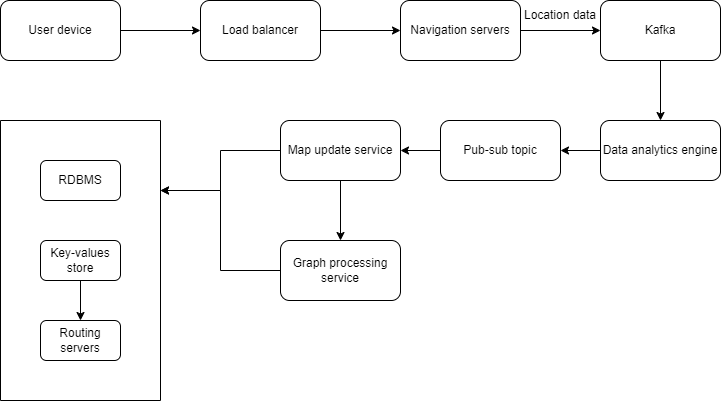 User device
Load balancer
Navigation servers
Location data
Kafka
Map update service
Pub-sub topic
Data analytics engine
RDBMS
Key-values
store
Graph processing
service
Routing
servers